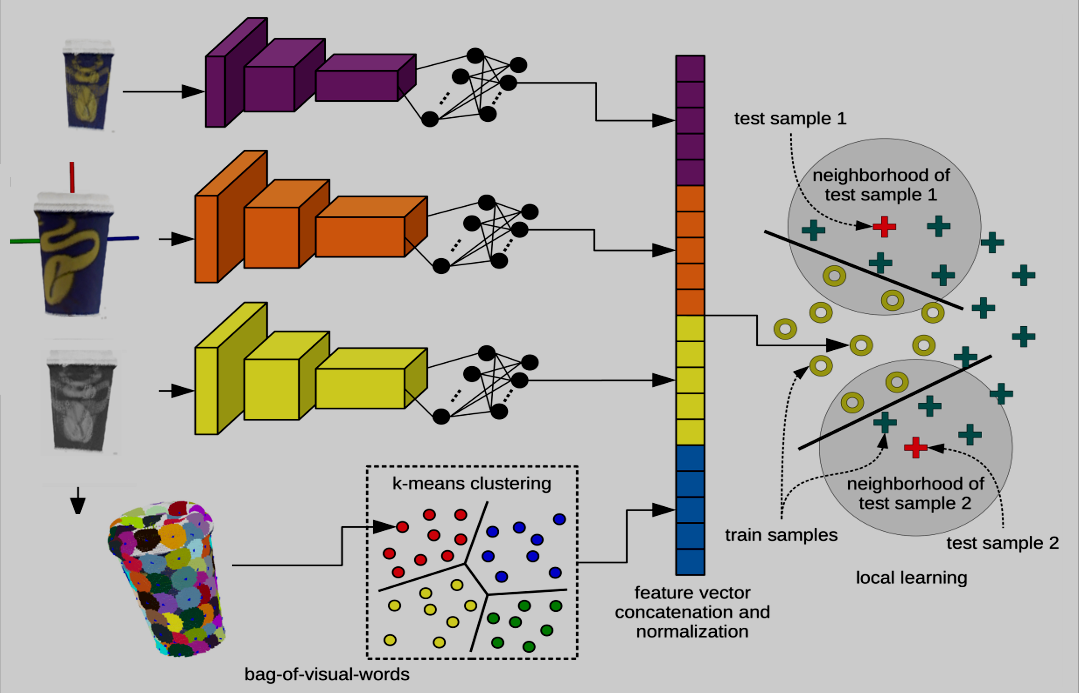 test sample 1
neighborhood of
test sample 1
k-means clustering
neighborhood of
test sample 2
train samples
test sample 2
local learning
feature vector
concatenation and
normalization
bag-of-visual-words